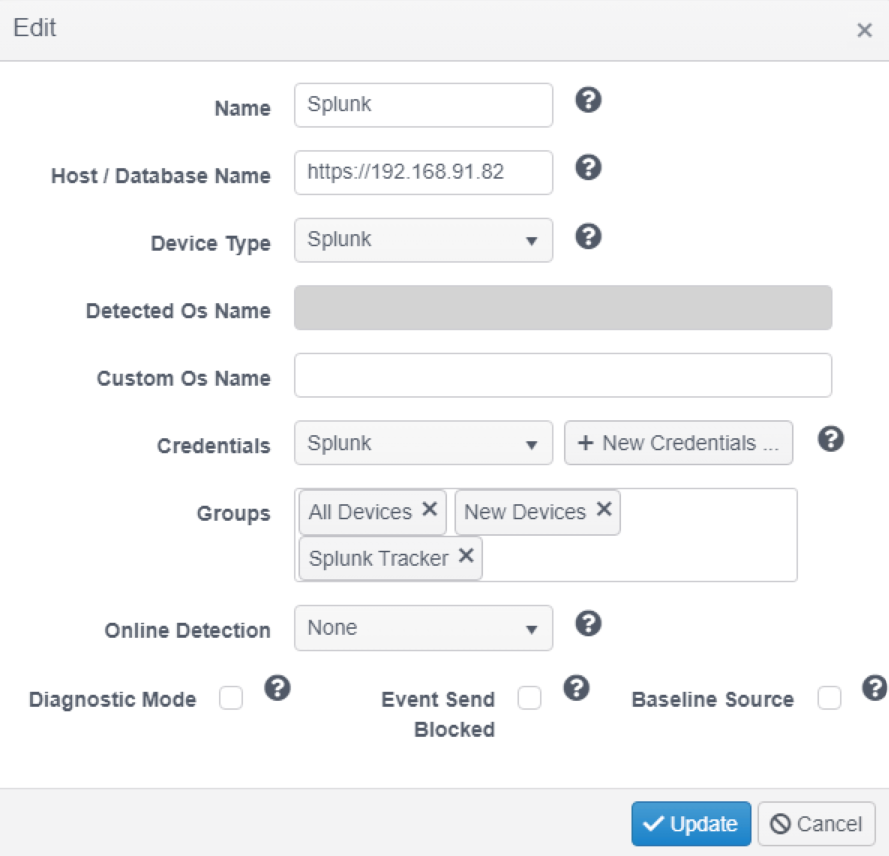 Edit ×
Name Splunk ?
Host / Database Name https://192.168.91.82 ?
Device Type Splunk ?
Detected Os Name
Custom Os Name
Credentials Splunk + New Credentials ... ?
Groups All Devices × New Devices ×
Splunk Tracker ×
Online Detection None ?
Diagnostic Mode ? Event Send ? Baseline Source ?
Blocked
Update Cancel